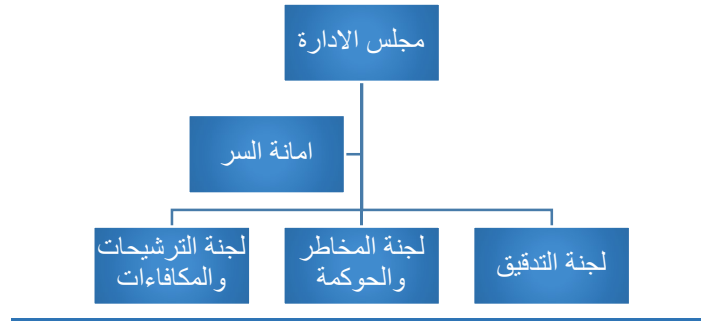 مجلس الادارة
امانة السر
لجنة التدقيق
لجنة المخاطر
والحوكمة
لجنة الترشيحات
والمكافاءات